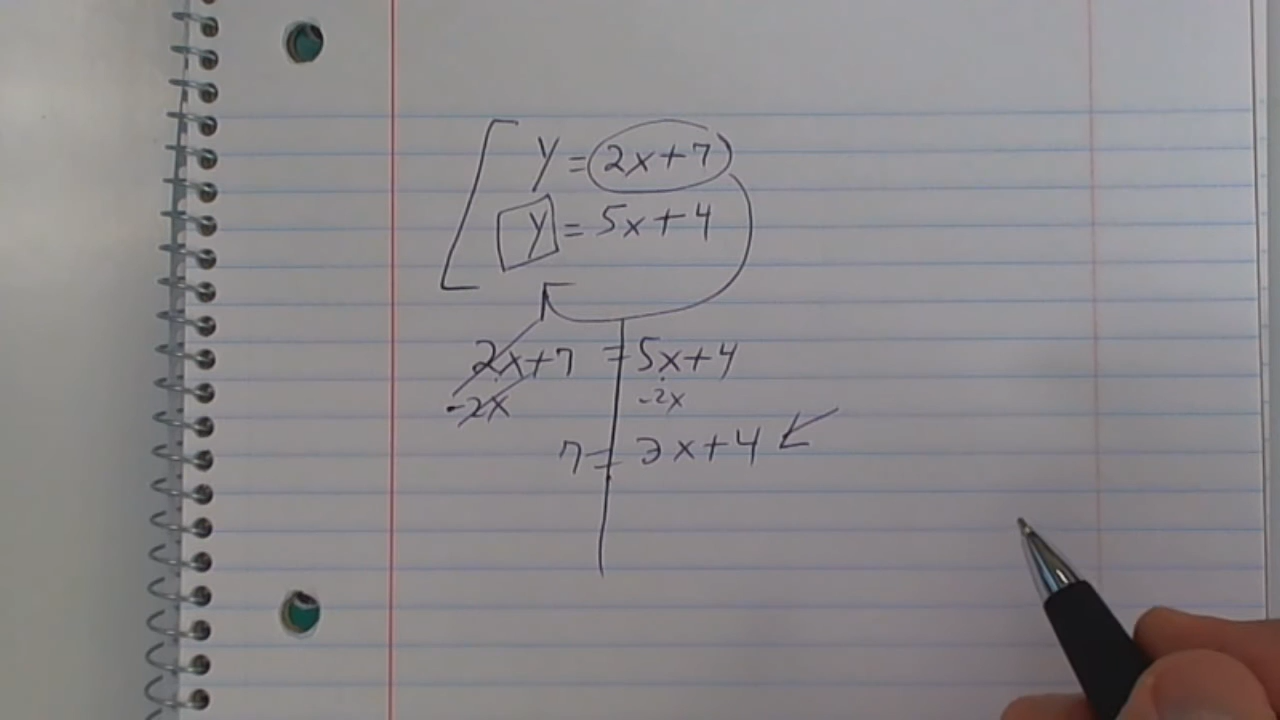 y = 2x + 7
y = 5x + 4
2x + 7 = 5x + 4
-2x -2x
7 = 3x + 4